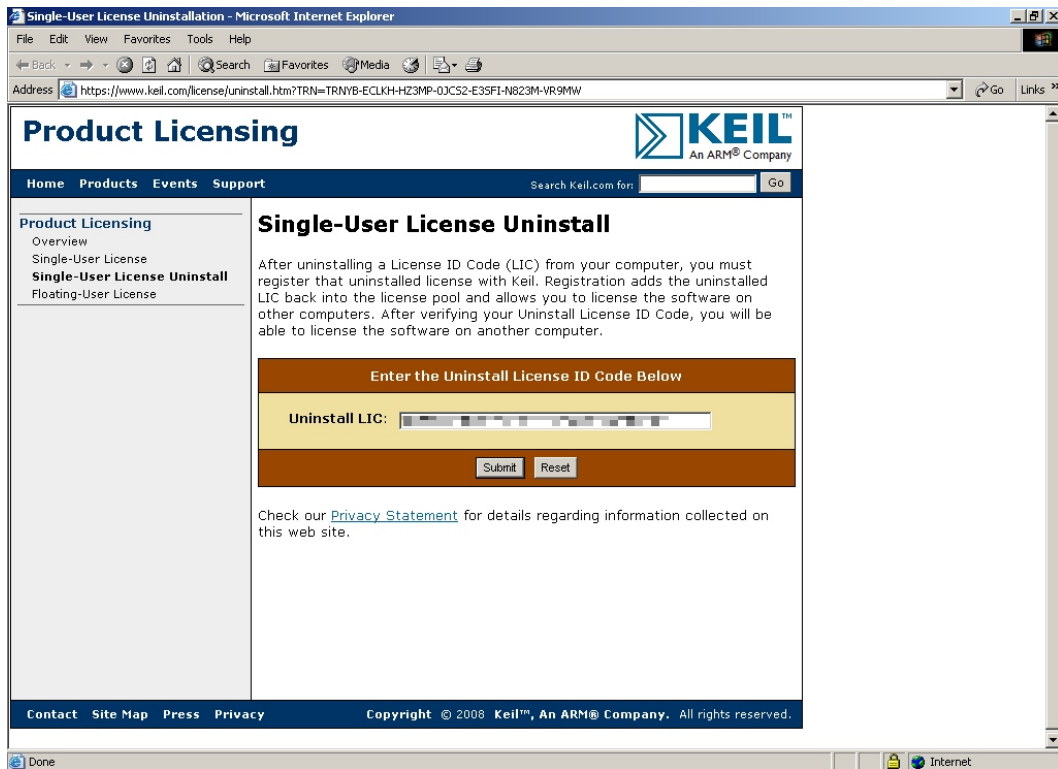 Single-User License Uninstallation - Microsoft Internet Explorer
File Edit View Favorites Tools Help
Back Search Favorites Media
Address https://www.keil.com/license/uninstall.htm?TRN=TRNYB-ECLKH-HZ3MP-0JCS2-E3SFI-N823M-VR9MW Go Links »
Product Licensing
KEIL™
An ARM® Company
Home Products Events Support Search Keil.com for: Go
Product Licensing
Overview
Single-User License
Single-User License Uninstall
Floating-User License
Single-User License Uninstall
After uninstalling a License ID Code (LIC) from your computer, you must
register that uninstalled license with Keil. Registration adds the uninstalled
LIC back into the license pool and allows you to license the software on
other computers. After verifying your Uninstall License ID Code, you will be
able to license the software on another computer.
Enter the Uninstall License ID Code Below
Uninstall LIC:
Submit Reset
Check our Privacy Statement for details regarding information collected on
this web site.
Contact Site Map Press Privacy Copyright © 2008 Keil™, An ARM® Company. All rights reserved.
Done Internet